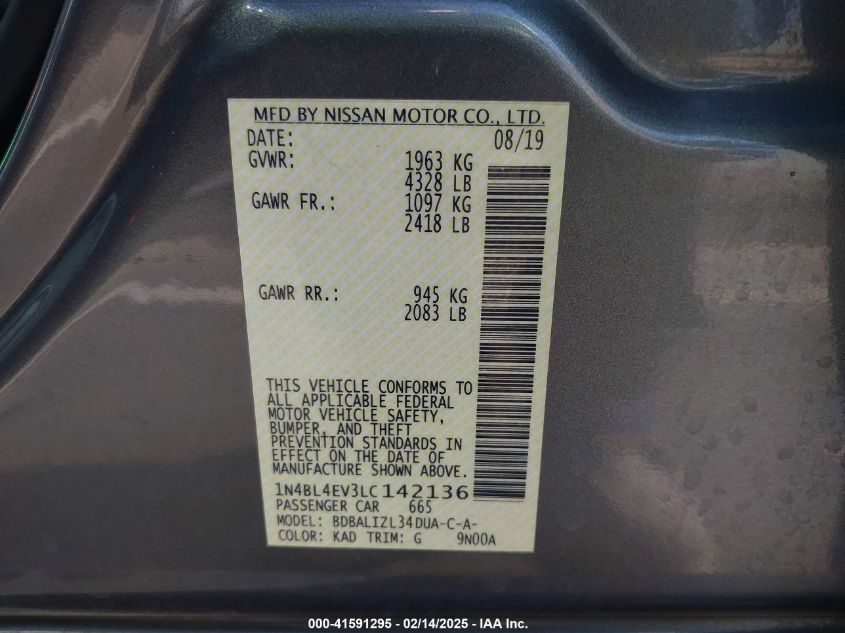 MFD BY NISSAN MOTOR CO., LTD.
DATE: 08/19
GVWR: 1963 KG
4328 LB
GAWR FR.: 1097 KG
2418 LB
GAWR RR.: 945 KG
2083 LB
THIS VEHICLE CONFORMS TO
ALL APPLICABLE FEDERAL
MOTOR VEHICLE SAFETY,
BUMPER, AND THEFT
PREVENTION STANDARDS IN
EFFECT ON THE DATE OF
MANUFACTURE SHOWN ABOVE.
1N4BL4EV3LC142136
PASSENGER CAR 665
MODEL: BDBALIZL34DUA-C-A-
COLOR: KAD TRIM: G 9N00A
000-41591295 - 02/14/2025 - IAA Inc.